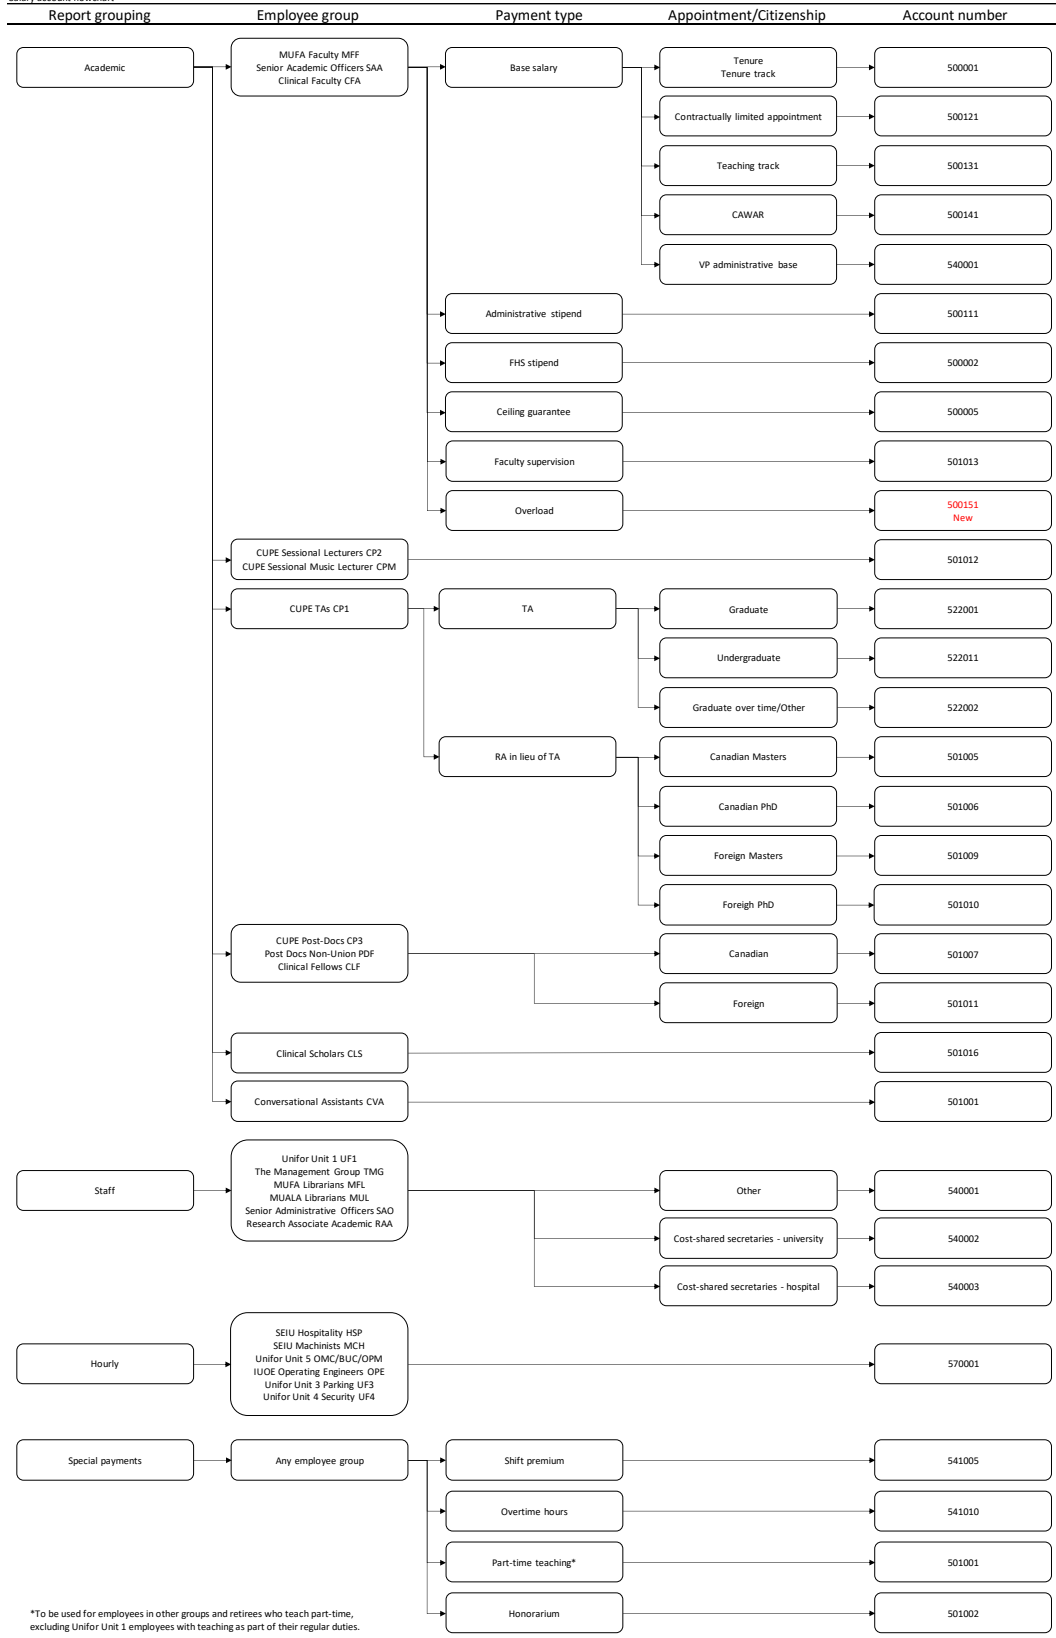 Salary account flowchart
Report grouping Employee group Payment type Appointment/Citizenship Account number
Academic
MUFA Faculty MFF
Senior Academic Officers SAA
Clinical Faculty CFA
Base salary
Tenure
Tenure track
500001
Contractually limited appointment
500121
Teaching track
500131
CAWAR
500141
VP administrative base
540001
Administrative stipend
500111
FHS stipend
500002
Ceiling guarantee
500005
Faculty supervision
501013
Overload
500151
New
CUPE Sessional Lecturers CP2
CUPE Sessional Music Lecturer CPM
501012
CUPE TAs CP1
TA
Graduate
522001
Undergraduate
522011
Graduate over time/Other
522002
RA in lieu of TA
Canadian Masters
501005
Canadian PhD
501006
Foreign Masters
501009
Foreigh PhD
501010
CUPE Post-Docs CP3
Post Docs Non-Union PDF
Clinical Fellows CLF
Canadian
501007
Foreign
501011
Clinical Scholars CLS
501016
Conversational Assistants CVA
501001
Staff
Unifor Unit 1 UF1
The Management Group TMG
MUFA Librarians MFL
MUALA Librarians MUL
Senior Administrative Officers SAO
Research Associate Academic RAA
Other
540001
Cost-shared secretaries - university
540002
Cost-shared secretaries - hospital
540003
Hourly
SEIU Hospitality HSP
SEIU Machinists MCH
Unifor Unit 5 OMC/BUC/OPM
IUOE Operating Engineers OPE
Unifor Unit 3 Parking UF3
Unifor Unit 4 Security UF4
570001
Special payments
Any employee group
Shift premium
541005
Overtime hours
541010
Part-time teaching*
501001
Honorarium
501002
*To be used for employees in other groups and retirees who teach part-time,
excluding Unifor Unit 1 employees with teaching as part of their regular duties.